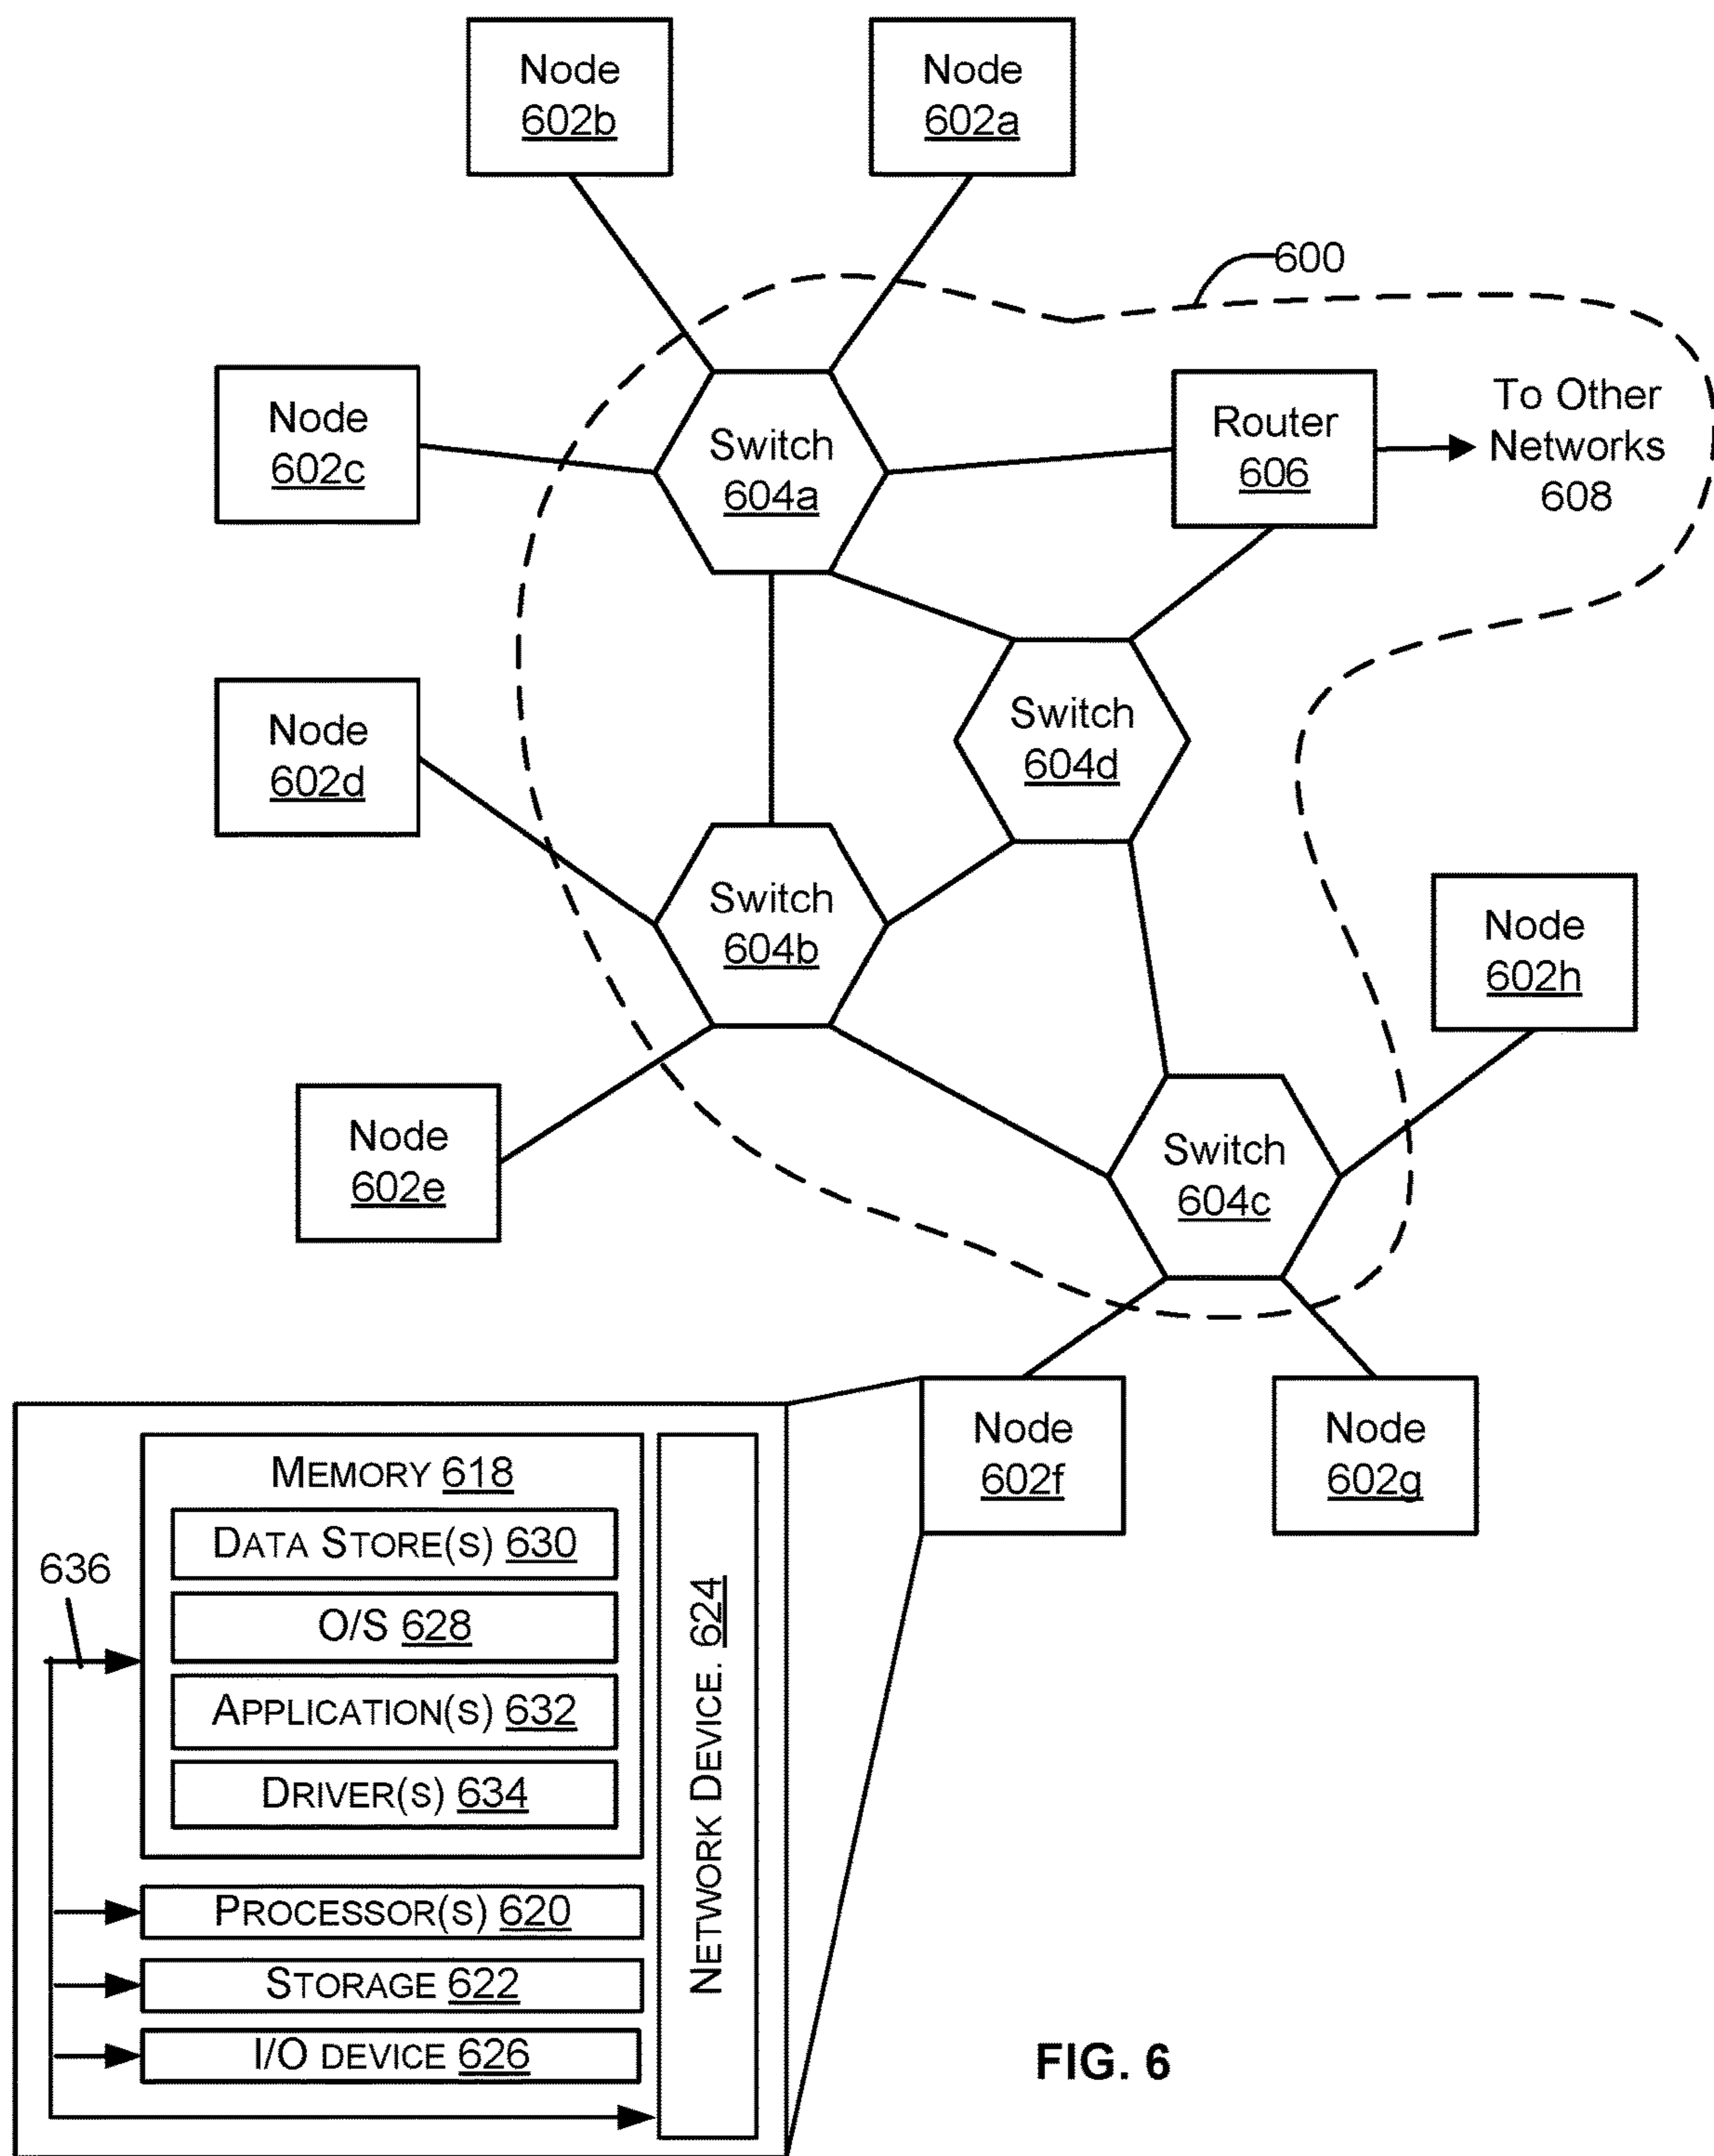 Node
602b
Node
602a
600
Node
602c
Switch
604a
Router
606
To Other
Networks
608
Node
602d
Switch
604d
Switch
604b
Node
602h
Node
602e
Switch
604c
Node
602f
Node
602g
MEMORY 618
DATA STORE(S) 630
636
O/S 628
APPLICATION(S) 632
DRIVER(S) 634
NETWORK DEVICE. 624
PROCESSOR(S) 620
STORAGE 622
I/O DEVICE 626
FIG. 6